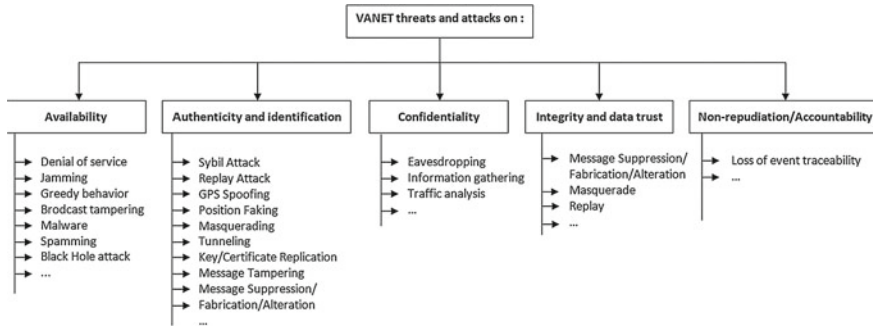 VANET threats and attacks on :
Availability
Denial of service
Jamming
Greedy behavior
Brodcast tampering
Malware
Spamming
Black Hole attack
...
Authenticity and identification
Sybil Attack
Replay Attack
GPS Spoofing
Position Faking
Masquerading
Tunneling
Key/Certificate Replication
Message Tampering
Message Suppression/
Fabrication/Alteration
...
Confidentiality
Eavesdropping
Information gathering
Traffic analysis
...
Integrity and data trust
Message Suppression/
Fabrication/Alteration
Masquerade
Replay
...
Non-repudiation/Accountability
Loss of event traceability
...